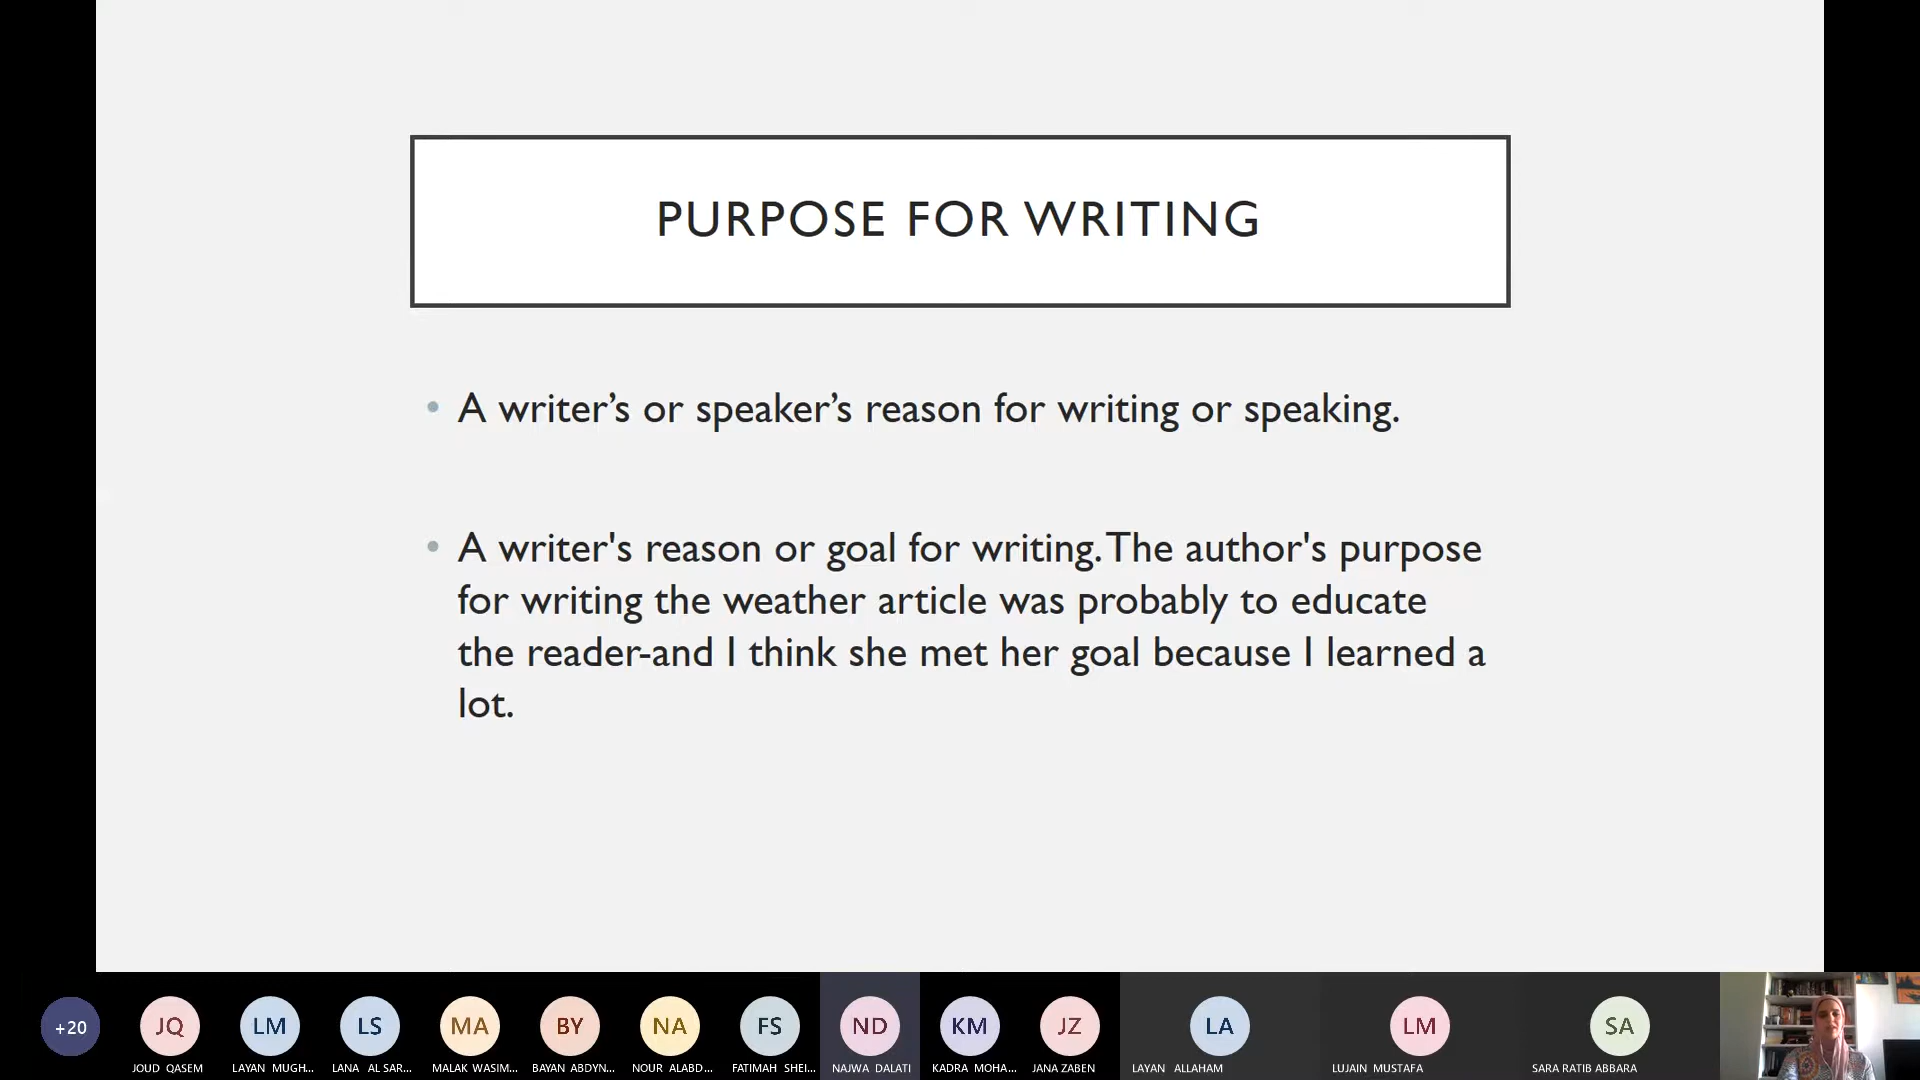 PURPOSE FOR WRITING
• A writer’s or speaker’s reason for writing or speaking.
• A writer's reason or goal for writing. The author's purpose
for writing the weather article was probably to educate
the reader-and I think she met her goal because I learned a
lot.
+20
JQ
LM
LS
MA
BY
NA
FS
ND
KM
JZ
LA
LM
SA
JOUD QASEM
LAYAN MUGH...
LANA AL SAR...
MALAK WASIM...
BAYAN ABDYN...
NOUR ALABD...
FATIMAH SHEI...
NAJWA DALATI
KADRA MOHA...
JANA ZABEN
LAYAN ALLAHAM
LUJAIN MUSTAFA
SARA RATIB ABBARA